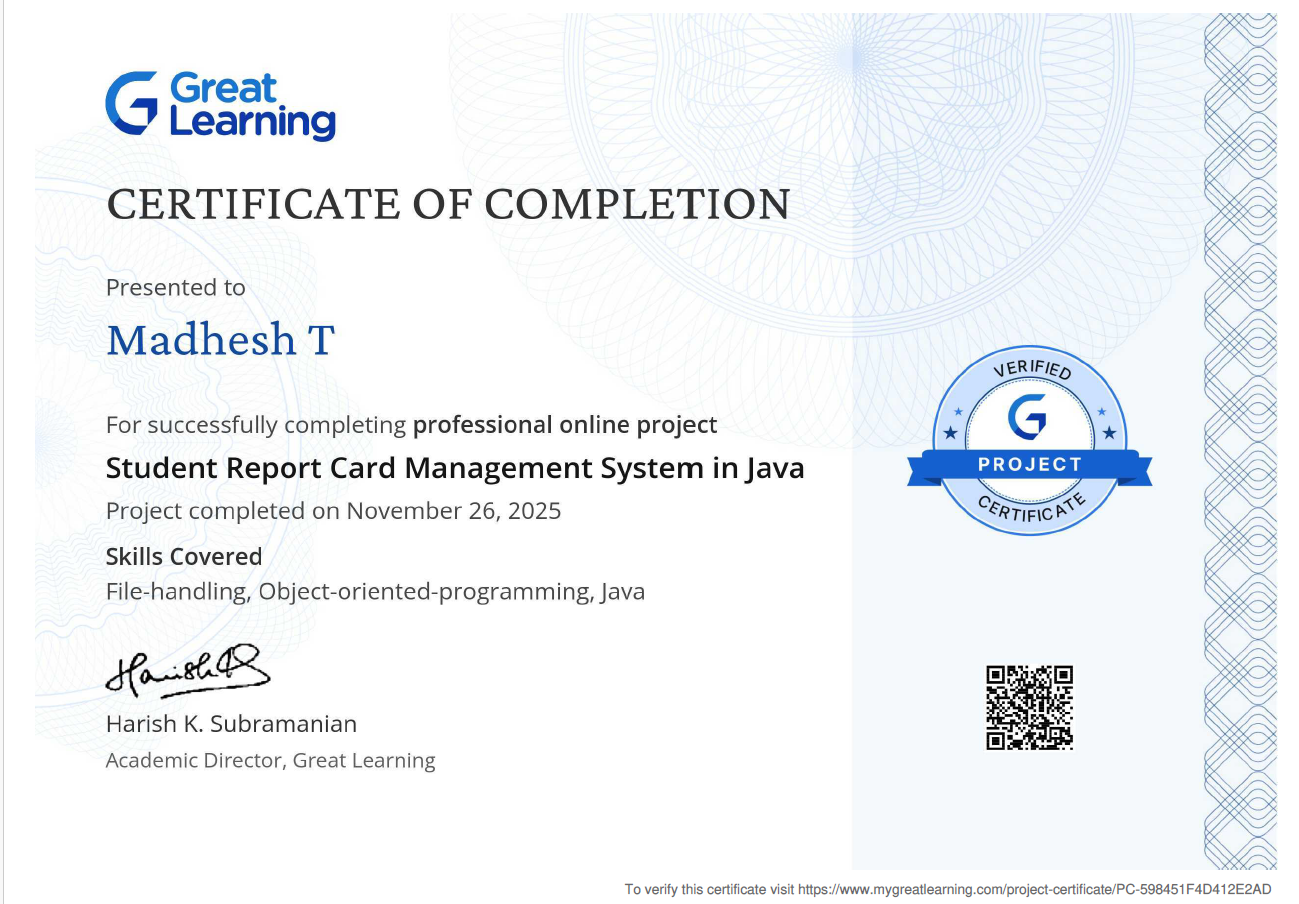 Great
Learning
CERTIFICATE OF COMPLETION
Presented to
Madhesh T
For successfully completing professional online project
Student Report Card Management System in Java
Project completed on November 26, 2025
Skills Covered
File-handling, Object-oriented-programming, Java
Harish K. Subramanian
Academic Director, Great Learning
VERIFIED
PROJECT
CERTIFICATE
To verify this certificate visit https://www.mygreatlearning.com/project-certificate/PC-598451F4D412E2AD